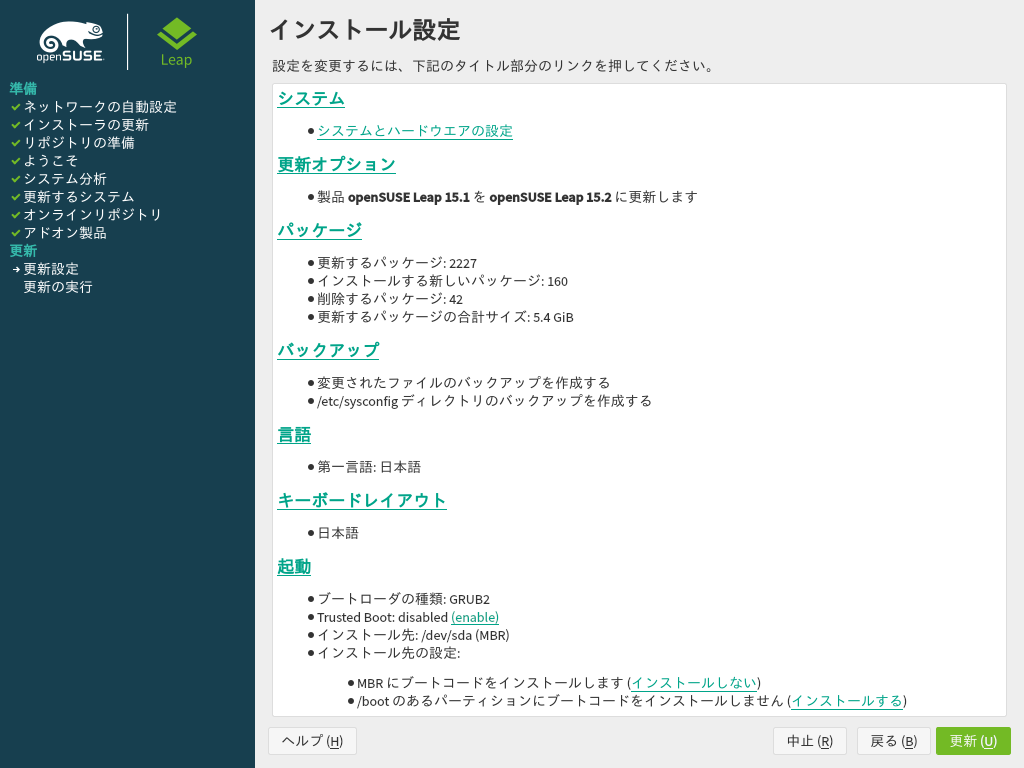 openSUSE
Leap
準備
ネットワークの自動設定
インストーラの更新
リポジトリの準備
ようこそ
システム分析
更新するシステム
オンラインリポジトリ
アドオン製品
更新
更新設定
更新の実行
インストール設定
設定を変更するには、下記のタイトル部分のリンクを押してください。
システム
システムとハードウエアの設定
更新オプション
製品 openSUSE Leap 15.1 を openSUSE Leap 15.2 に更新します
パッケージ
更新するパッケージ: 2227
インストールする新しいパッケージ: 160
削除するパッケージ: 42
更新するパッケージの合計サイズ: 5.4 GiB
バックアップ
変更されたファイルのバックアップを作成する
/etc/sysconfig ディレクトリのバックアップを作成する
言語
第一言語: 日本語
キーボードレイアウト
日本語
起動
ブートローダの種類: GRUB2
Trusted Boot: disabled (enable)
インストール先: /dev/sda (MBR)
インストール先の設定:
MBR にブートコードをインストールします (インストールしない)
/boot のあるパーティションにブートコードをインストールしません (インストールする)
ヘルプ (H)
中止 (R)
戻る (B)
更新 (U)